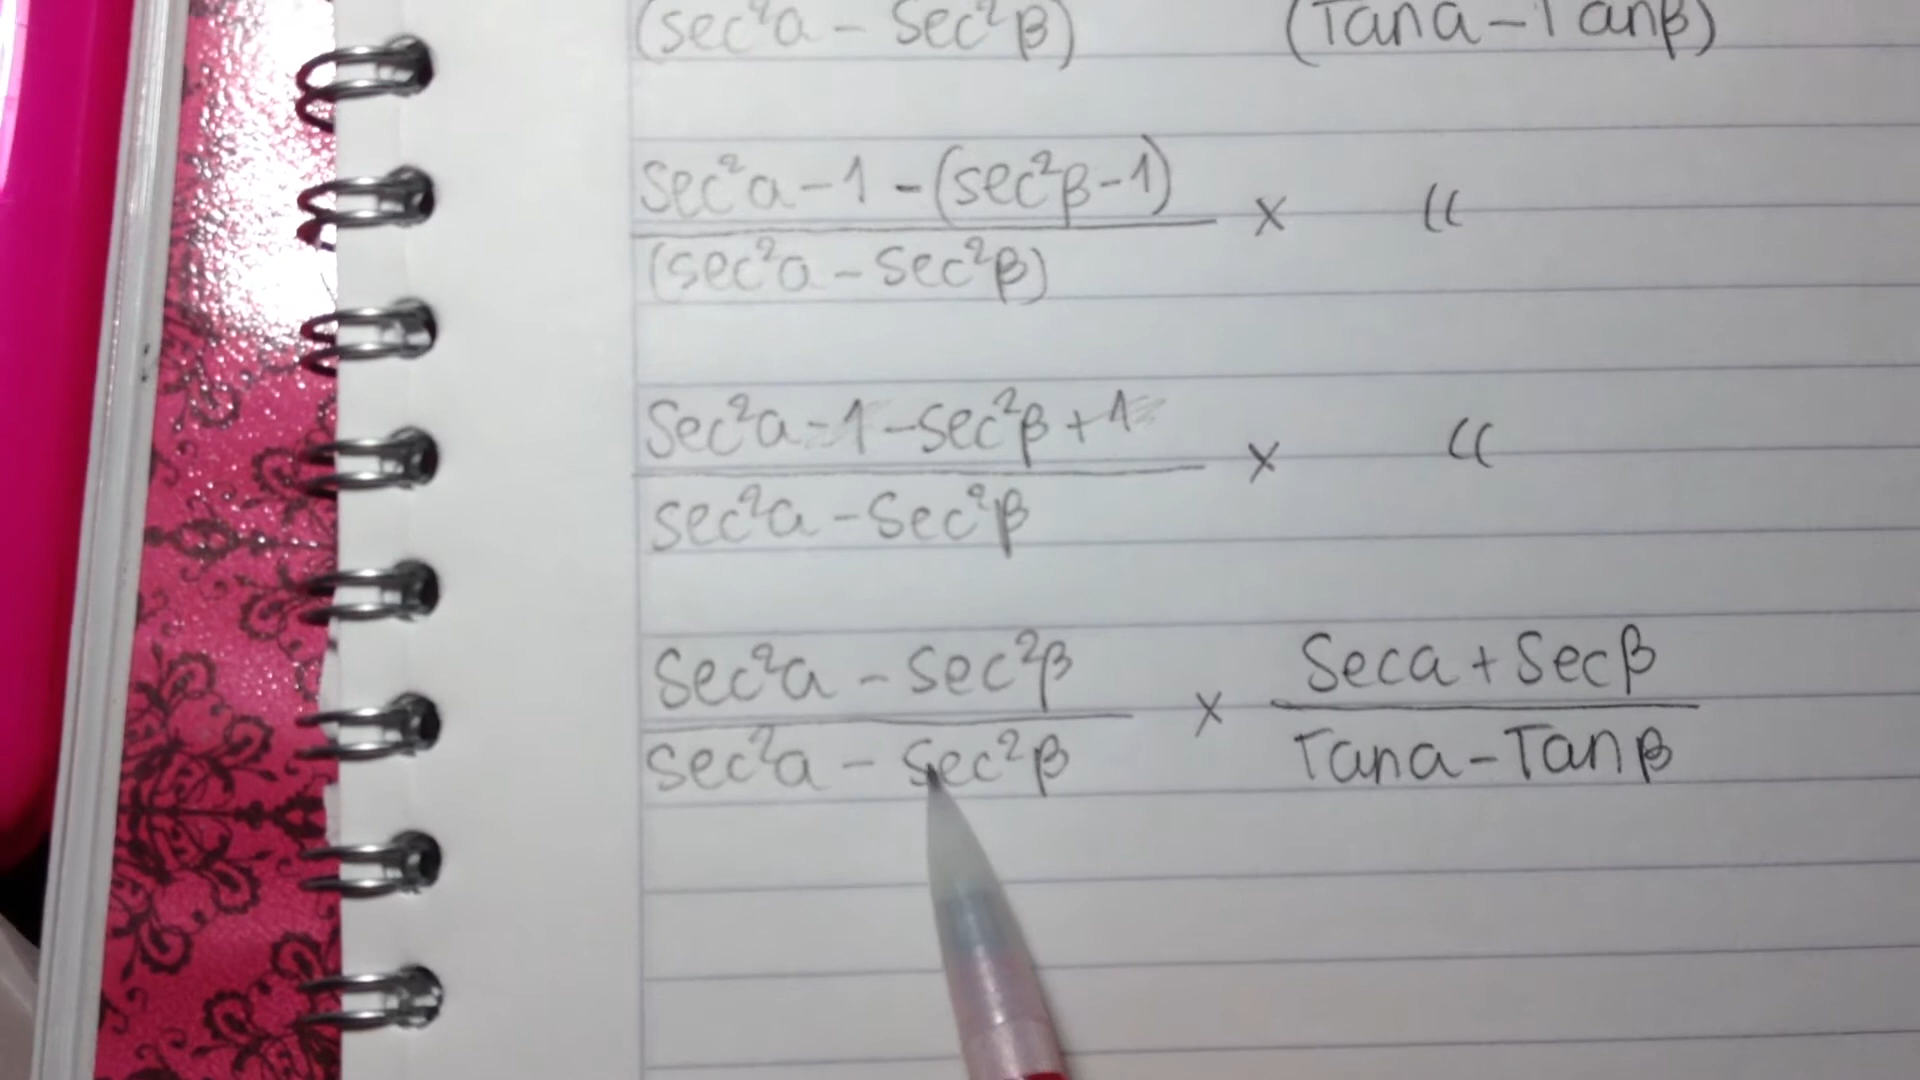 (sec²a - Sec²β) (Tana - Tanβ)
sec²a - 1 - (sec²β - 1) x "
(sec²a - Sec²β)
Sec²a - 1 - sec²β + 1 x "
sec²a - Sec²β
Sec²a - Sec²β x Seca + Secβ
sec²a - Sec²β Tana - Tanβ